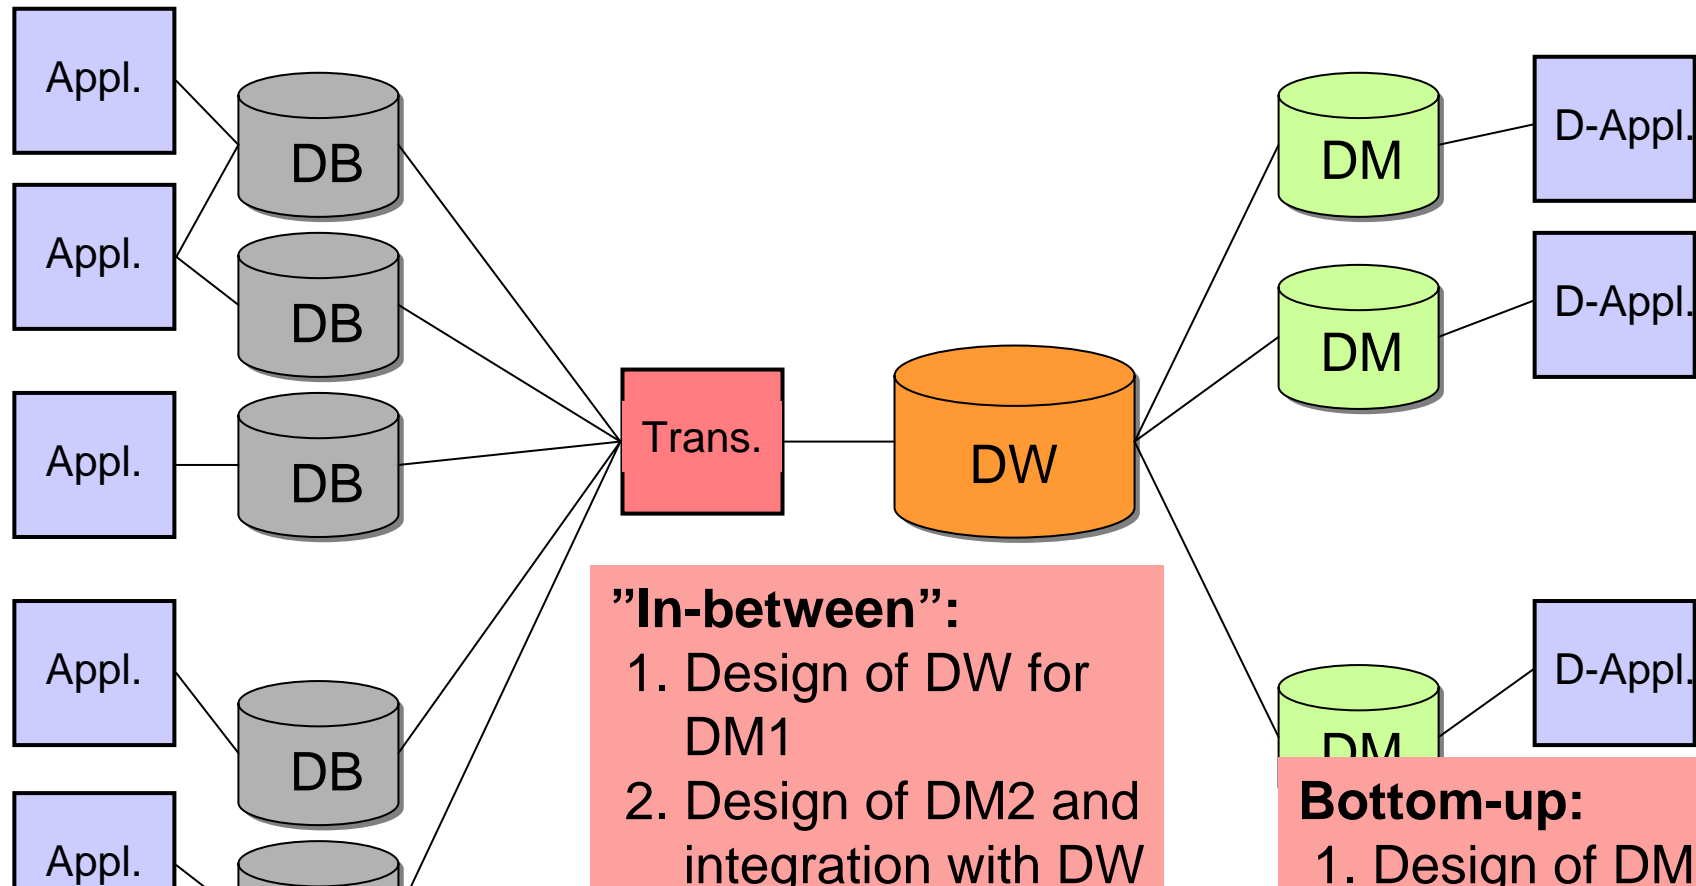 Appl.
DB
DM
D-Appl.
Appl.
DB
DM
D-Appl.
Appl.
DB
Trans.
DW
Appl.
DB
DM
D-Appl.
Appl.
”In-between”:
1. Design of DW for
DM1
2. Design of DM2 and
integration with DW
Bottom-up:
1. Design of DM